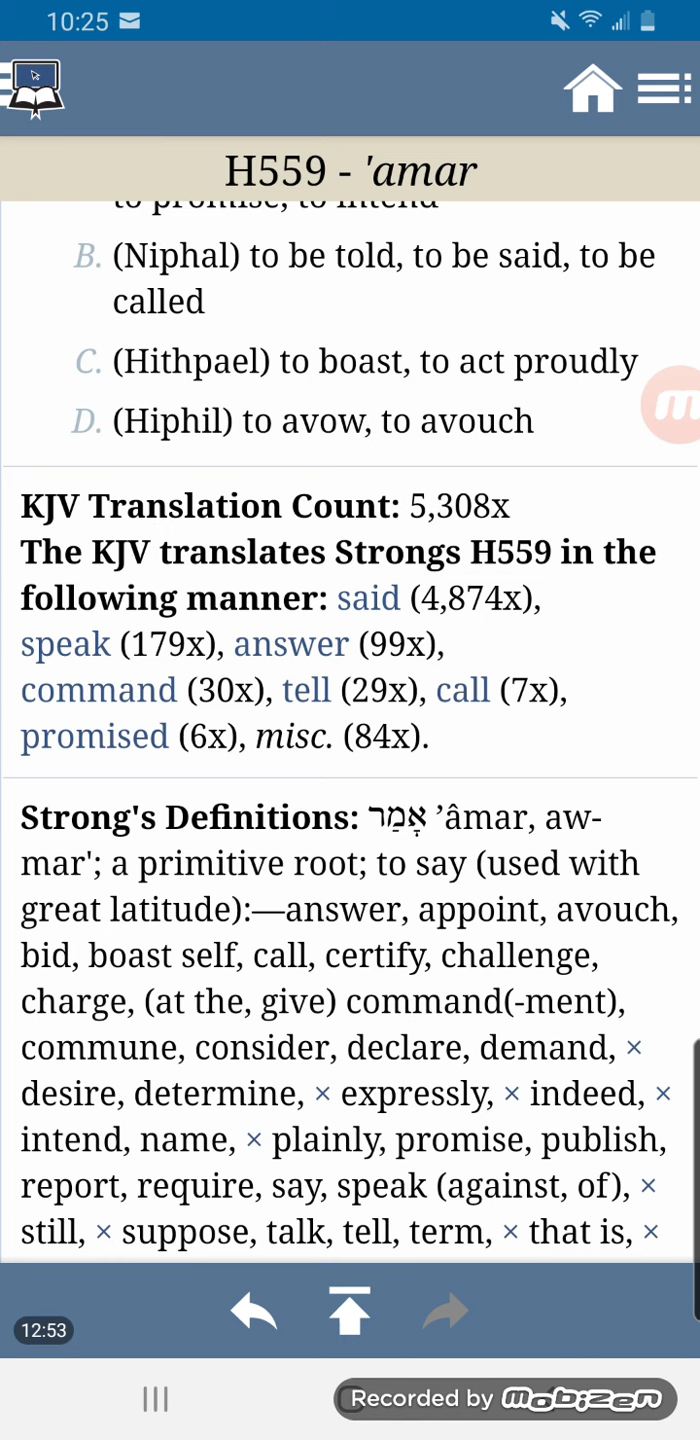 10:25
H559 - 'amar
to promise, to intend
B. (Niphal) to be told, to be said, to be
called
C. (Hithpael) to boast, to act proudly
D. (Hiphil) to avow, to avouch
KJV Translation Count: 5,308x
The KJV translates Strongs H559 in the
following manner: said (4,874x),
speak (179x), answer (99x),
command (30x), tell (29x), call (7x),
promised (6x), misc. (84x).
Strong's Definitions: אָמַר ’âmar, aw-
mar'; a primitive root; to say (used with
great latitude):—answer, appoint, avouch,
bid, boast self, call, certify, challenge,
charge, (at the, give) command(-ment),
commune, consider, declare, demand, ×
desire, determine, × expressly, × indeed, ×
intend, name, × plainly, promise, publish,
report, require, say, speak (against, of), ×
still, × suppose, talk, tell, term, × that is, ×
12:53
Recorded by mobizen